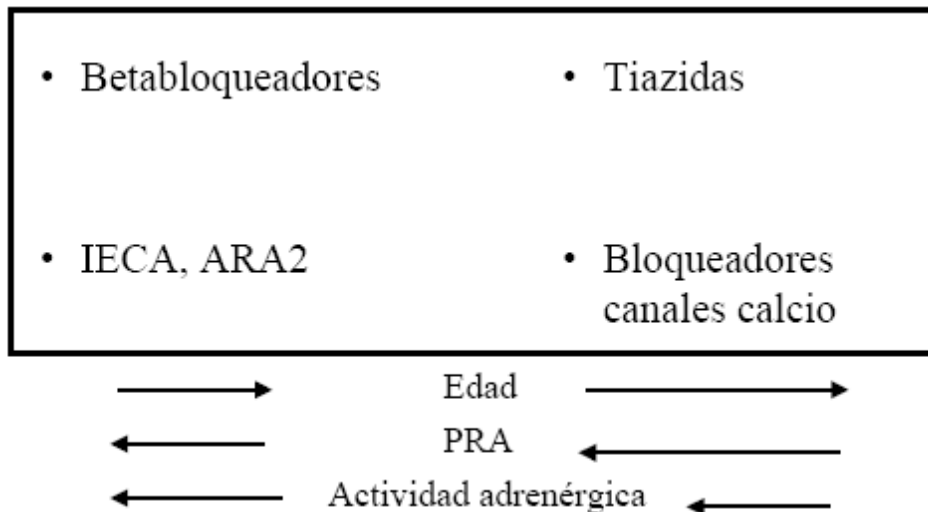 • Betabloqueadores
• Tiazidas
• IECA, ARA2
• Bloqueadores
canales calcio
Edad
PRA
Actividad adrenérgica